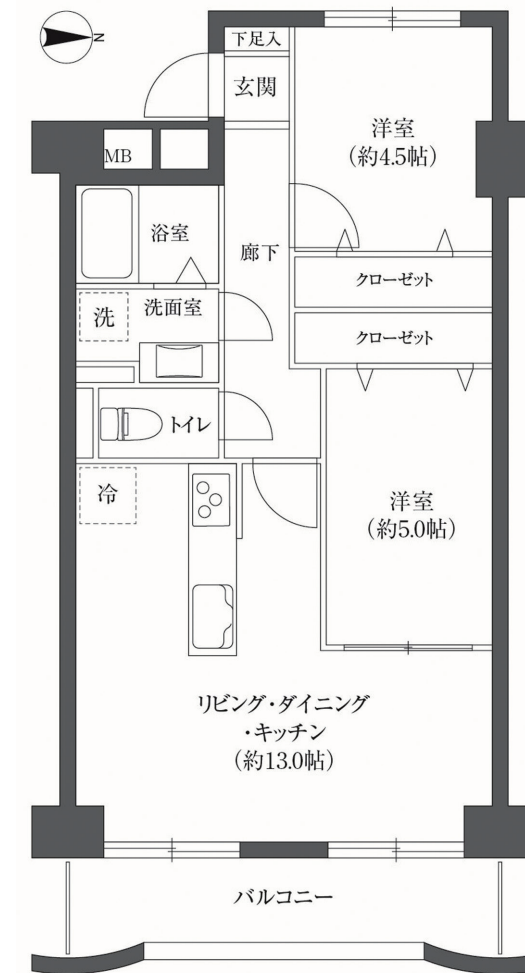 N
下足入
玄関
洋室
(約4.5帖)
MB
浴室
廊下
クローゼット
洗
洗面室
クローゼット
トイレ
冷
洋室
(約5.0帖)
リビング・ダイニング
・キッチン
(約13.0帖)
バルコニー